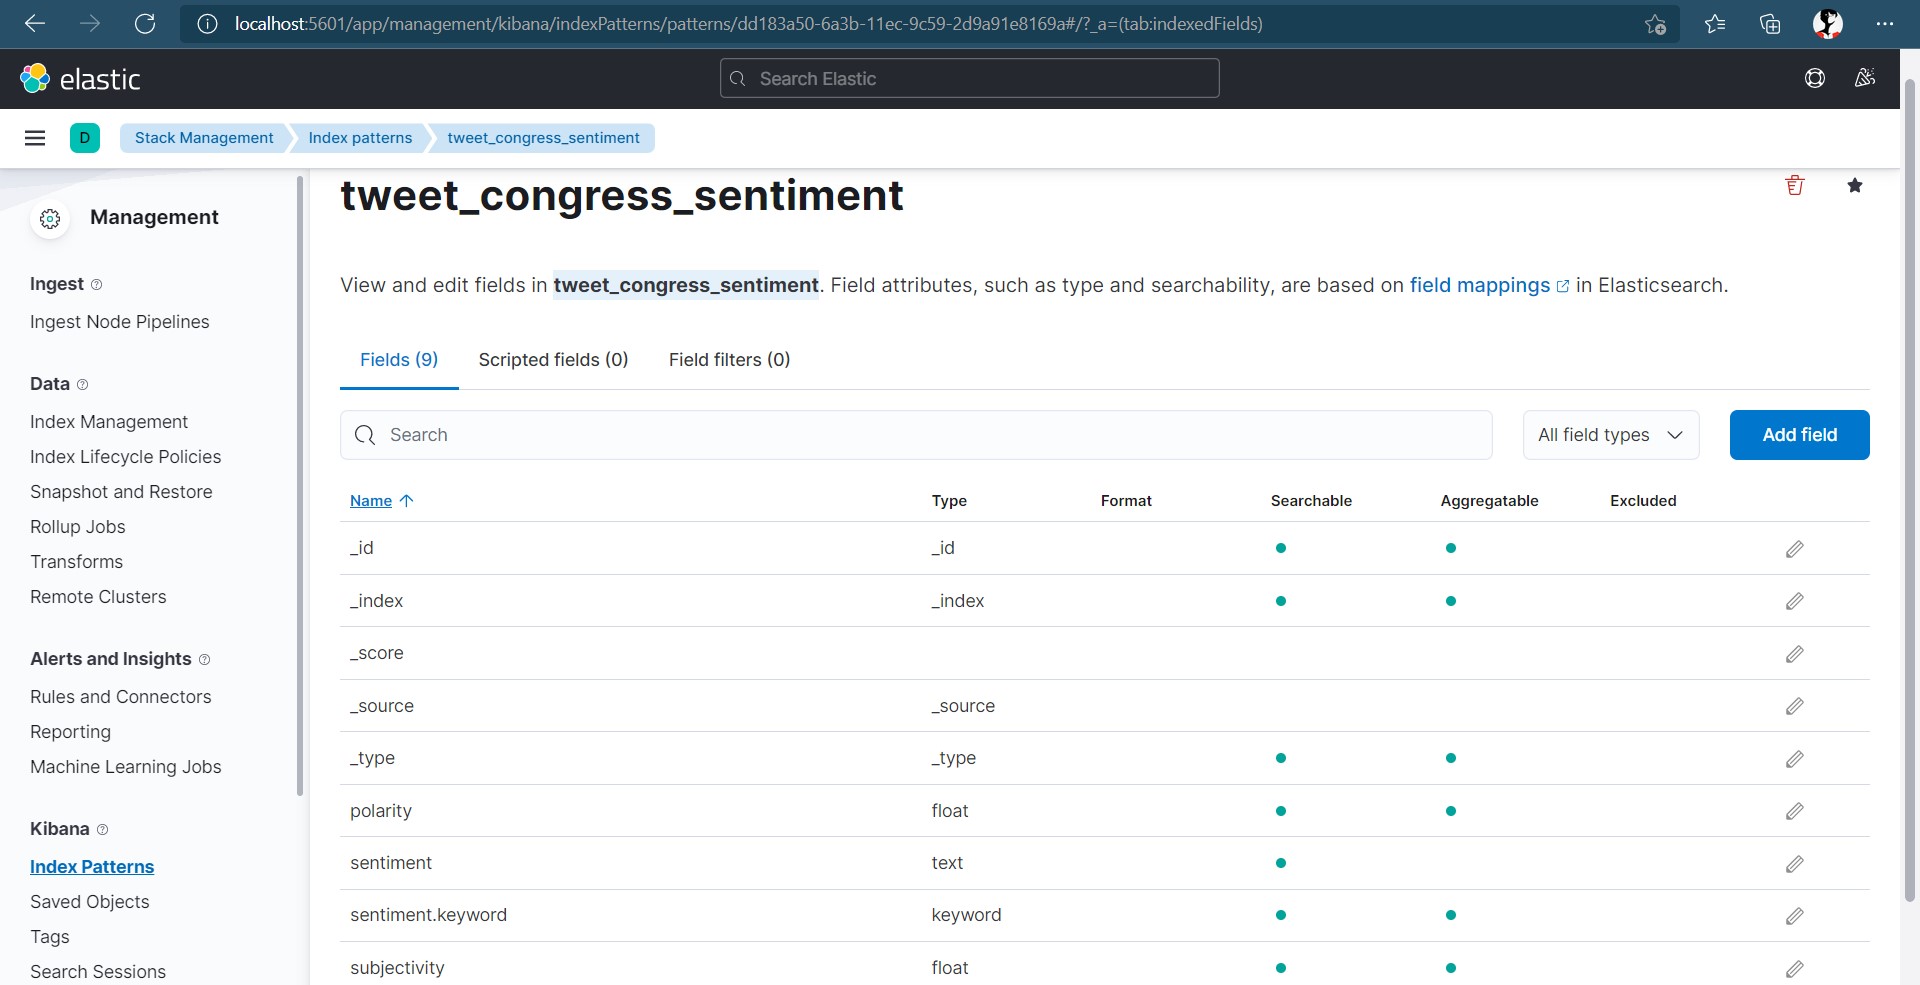 localhost:5601/app/management/kibana/indexPatterns/patterns/dd183a50-6a3b-11ec-9c59-2d9a91e8169a#/?_a=(tab:indexedFields)
elastic
Search Elastic
D
Stack Management
Index patterns
tweet_congress_sentiment
Management
Ingest
Ingest Node Pipelines
Data
Index Management
Index Lifecycle Policies
Snapshot and Restore
Rollup Jobs
Transforms
Remote Clusters
Alerts and Insights
Rules and Connectors
Reporting
Machine Learning Jobs
Kibana
Index Patterns
Saved Objects
Tags
Search Sessions
tweet_congress_sentiment
View and edit fields in tweet_congress_sentiment. Field attributes, such as type and searchability, are based on field mappings in Elasticsearch.
Fields (9) Scripted fields (0) Field filters (0)
Search
All field types
Add field
Name Type Format Searchable Aggregatable Excluded
_id _id
_index _index
_score
_source _source
_type _type
polarity float
sentiment text
sentiment.keyword keyword
subjectivity float